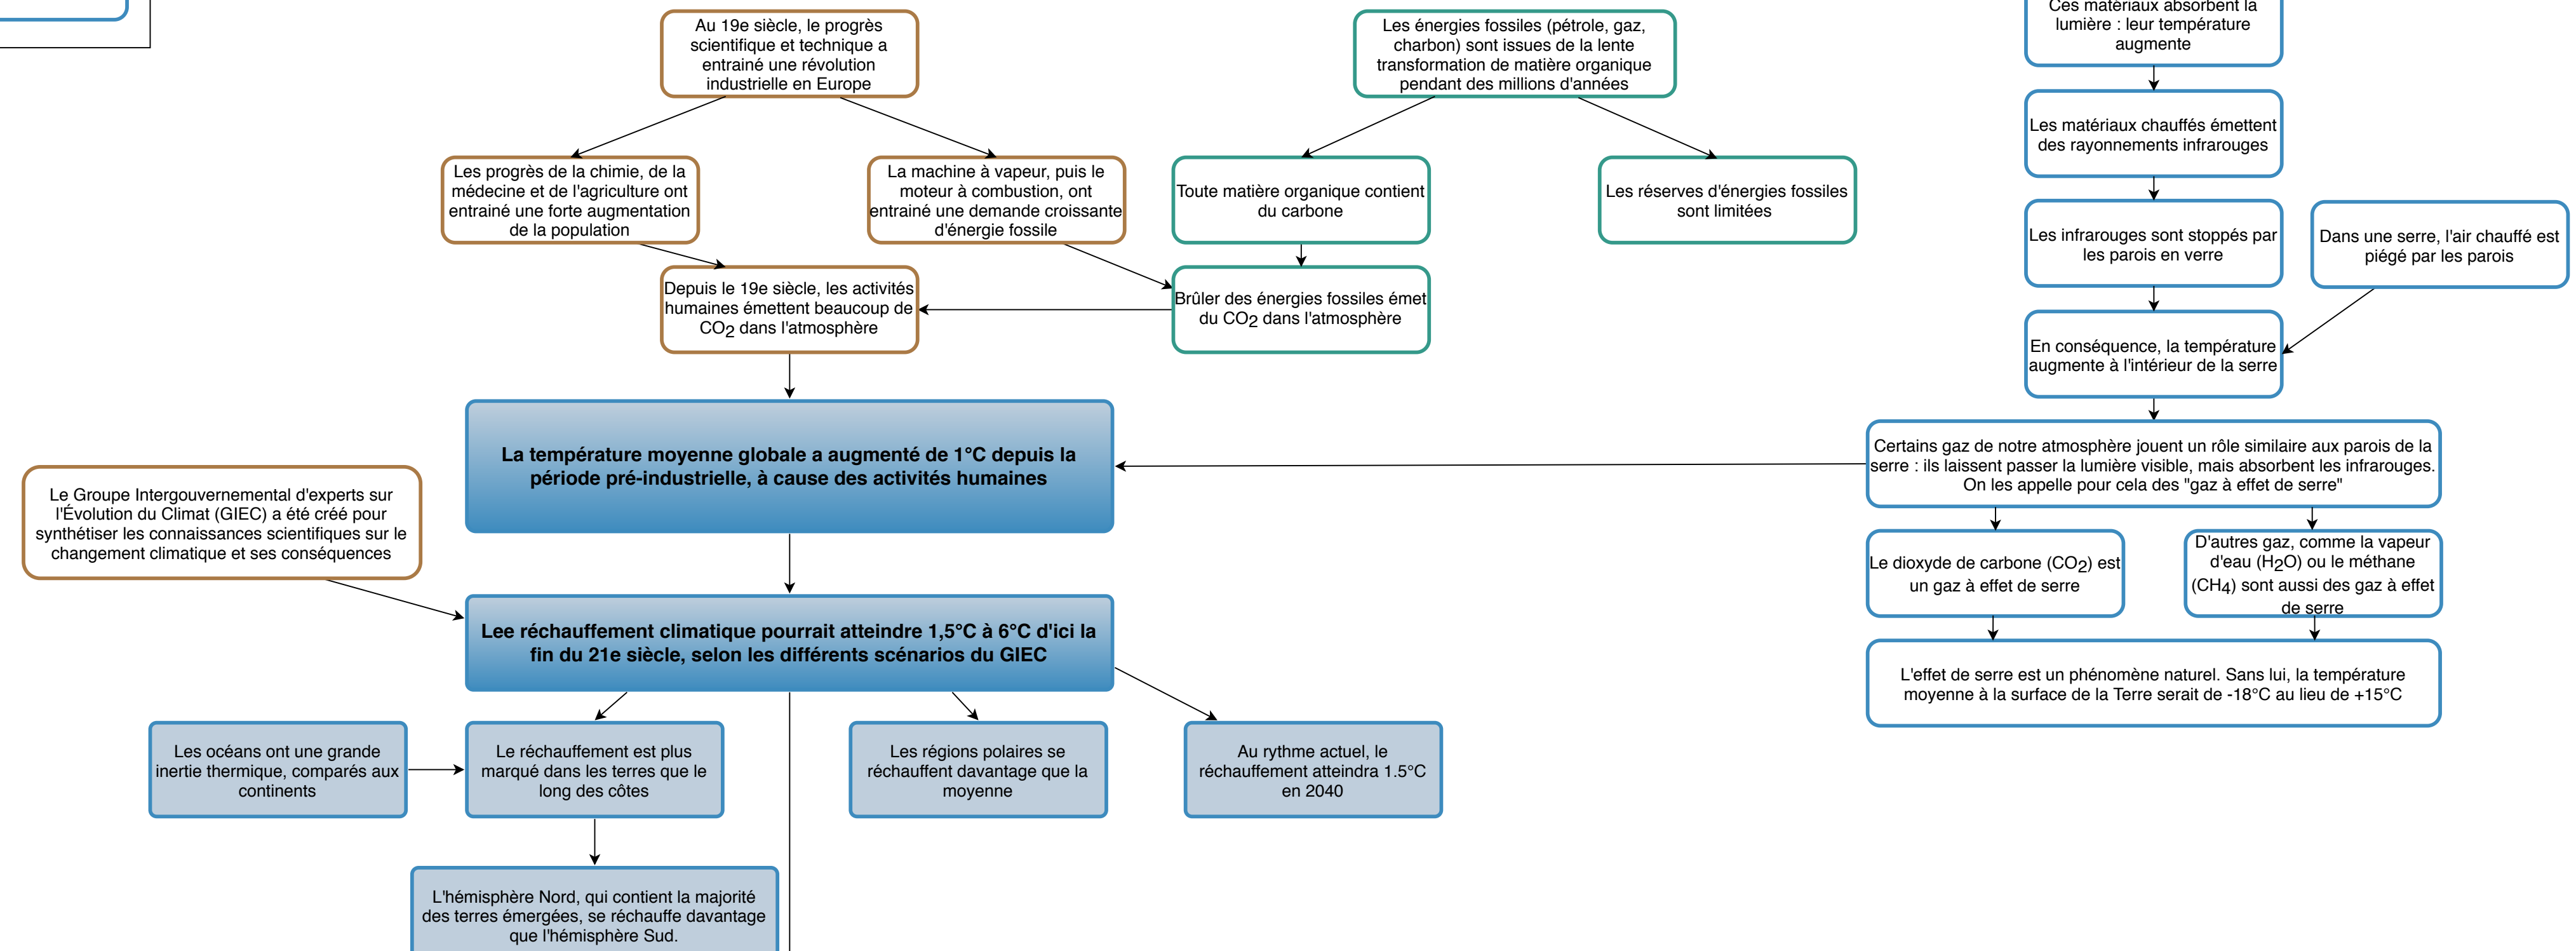 Au 19e siècle, le progrès
scientifique et technique a
entrainé une révolution
industrielle en Europe
Les énergies fossiles (pétrole, gaz,
charbon) sont issues de la lente
transformation de matière organique
pendant des millions d'années
Ces matériaux absorbent la
lumière : leur température
augmente
Les matériaux chauffés émettent
des rayonnements infrarouges
Les progrès de la chimie, de la
médecine et de l'agriculture ont
entrainé une forte augmentation
de la population
La machine à vapeur, puis le
moteur à combustion, ont
entrainé une demande croissante
d'énergie fossile
Toute matière organique contient
du carbone
Les réserves d'énergies fossiles
sont limitées
Les infrarouges sont stoppés par
les parois en verre
Dans une serre, l'air chauffé est
piégé par les parois
Depuis le 19e siècle, les activités
humaines émettent beaucoup de
CO2 dans l'atmosphère
Brûler des énergies fossiles émet
du CO2 dans l'atmosphère
En conséquence, la température
augmente à l'intérieur de la serre
La température moyenne globale a augmenté de 1°C depuis la
période pré-industrielle, à cause des activités humaines
Certains gaz de notre atmosphère jouent un rôle similaire aux parois de la
serre : ils laissent passer la lumière visible, mais absorbent les infrarouges.
On les appelle pour cela des "gaz à effet de serre"
Le Groupe Intergouvernemental d'experts sur
l'Évolution du Climat (GIEC) a été créé pour
synthétiser les connaissances scientifiques sur le
changement climatique et ses conséquences
Le dioxyde de carbone (CO2) est
un gaz à effet de serre
D'autres gaz, comme la vapeur
d'eau (H2O) ou le méthane
(CH4) sont aussi des gaz à effet
de serre
Lee réchauffement climatique pourrait atteindre 1,5°C à 6°C d'ici la
fin du 21e siècle, selon les différents scénarios du GIEC
L'effet de serre est un phénomène naturel. Sans lui, la température
moyenne à la surface de la Terre serait de -18°C au lieu de +15°C
Les océans ont une grande
inertie thermique, comparés aux
continents
Le réchauffement est plus
marqué dans les terres que le
long des côtes
Les régions polaires se
réchauffent davantage que la
moyenne
Au rythme actuel, le
réchauffement atteindra 1.5°C
en 2040
L'hémisphère Nord, qui contient la majorité
des terres émergées, se réchauffe davantage
que l'hémisphère Sud.